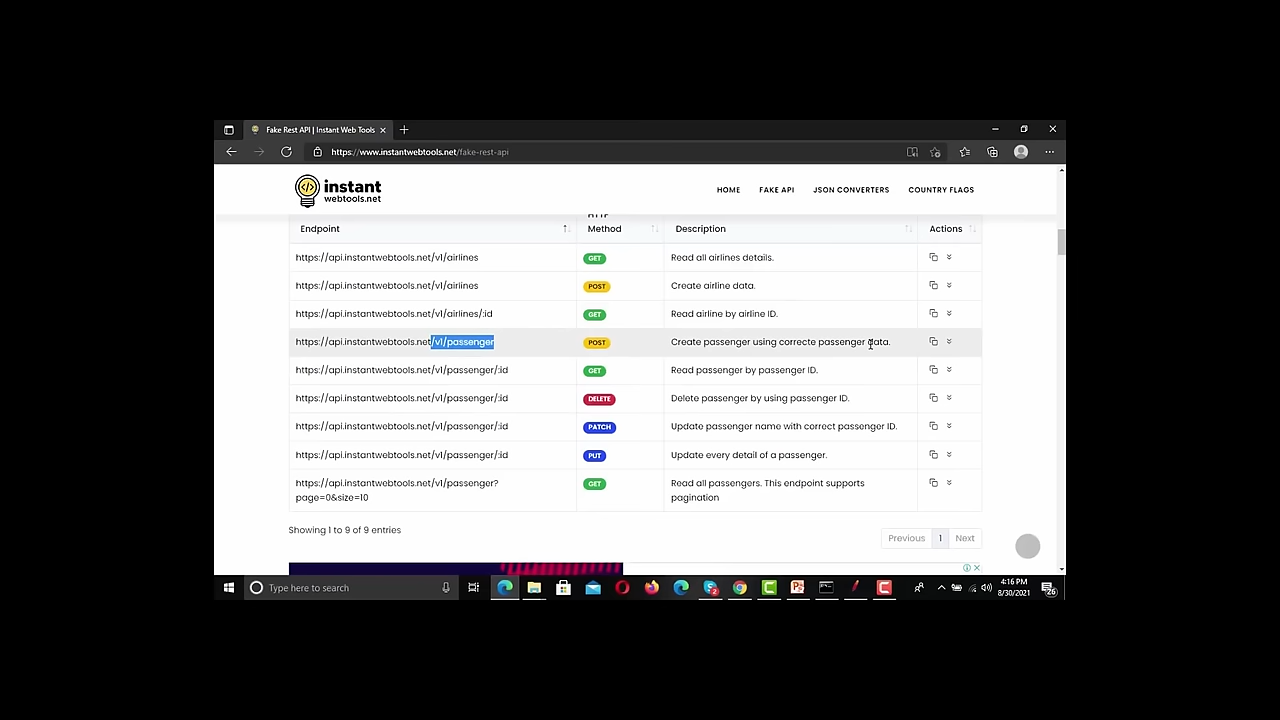 Fake Rest API | Instant Web Tools
https://www.instantwebtools.net/fake-rest-api
instant
webtools.net
HOME FAKE API JSON CONVERTERS COUNTRY FLAGS
HTTP
Endpoint Method Description Actions
https://api.instantwebtools.net/v1/airlines GET Read all airlines details.
https://api.instantwebtools.net/v1/airlines POST Create airline data.
https://api.instantwebtools.net/v1/airlines/:id GET Read airline by airline ID.
https://api.instantwebtools.net/v1/passenger POST Create passenger using correcte passenger data.
https://api.instantwebtools.net/v1/passenger/:id GET Read passenger by passenger ID.
https://api.instantwebtools.net/v1/passenger/:id DELETE Delete passenger by using passenger ID.
https://api.instantwebtools.net/v1/passenger/:id PATCH Update passenger name with correct passenger ID.
https://api.instantwebtools.net/v1/passenger/:id PUT Update every detail of a passenger.
https://api.instantwebtools.net/v1/passenger? GET Read all passengers. This endpoint supports
page=0&size=10 pagination
Showing 1 to 9 of 9 entries
Previous 1 Next
Type here to search
4:16 PM
8/30/2021
26